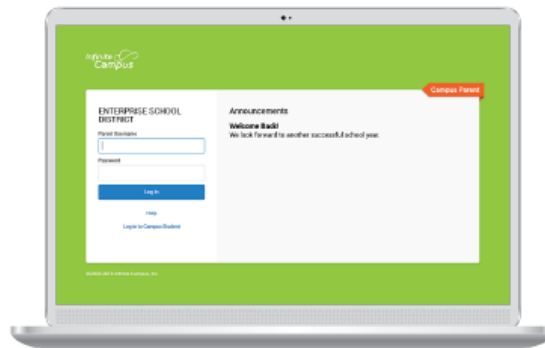 Infinite
Campus
Campus Parent
ENTERPRISE SCHOOL
DISTRICT
Parent Username
Password
Log In
Help
Log in to Campus Student
Announcements
Welcome Back!
We look forward to another successful school year.